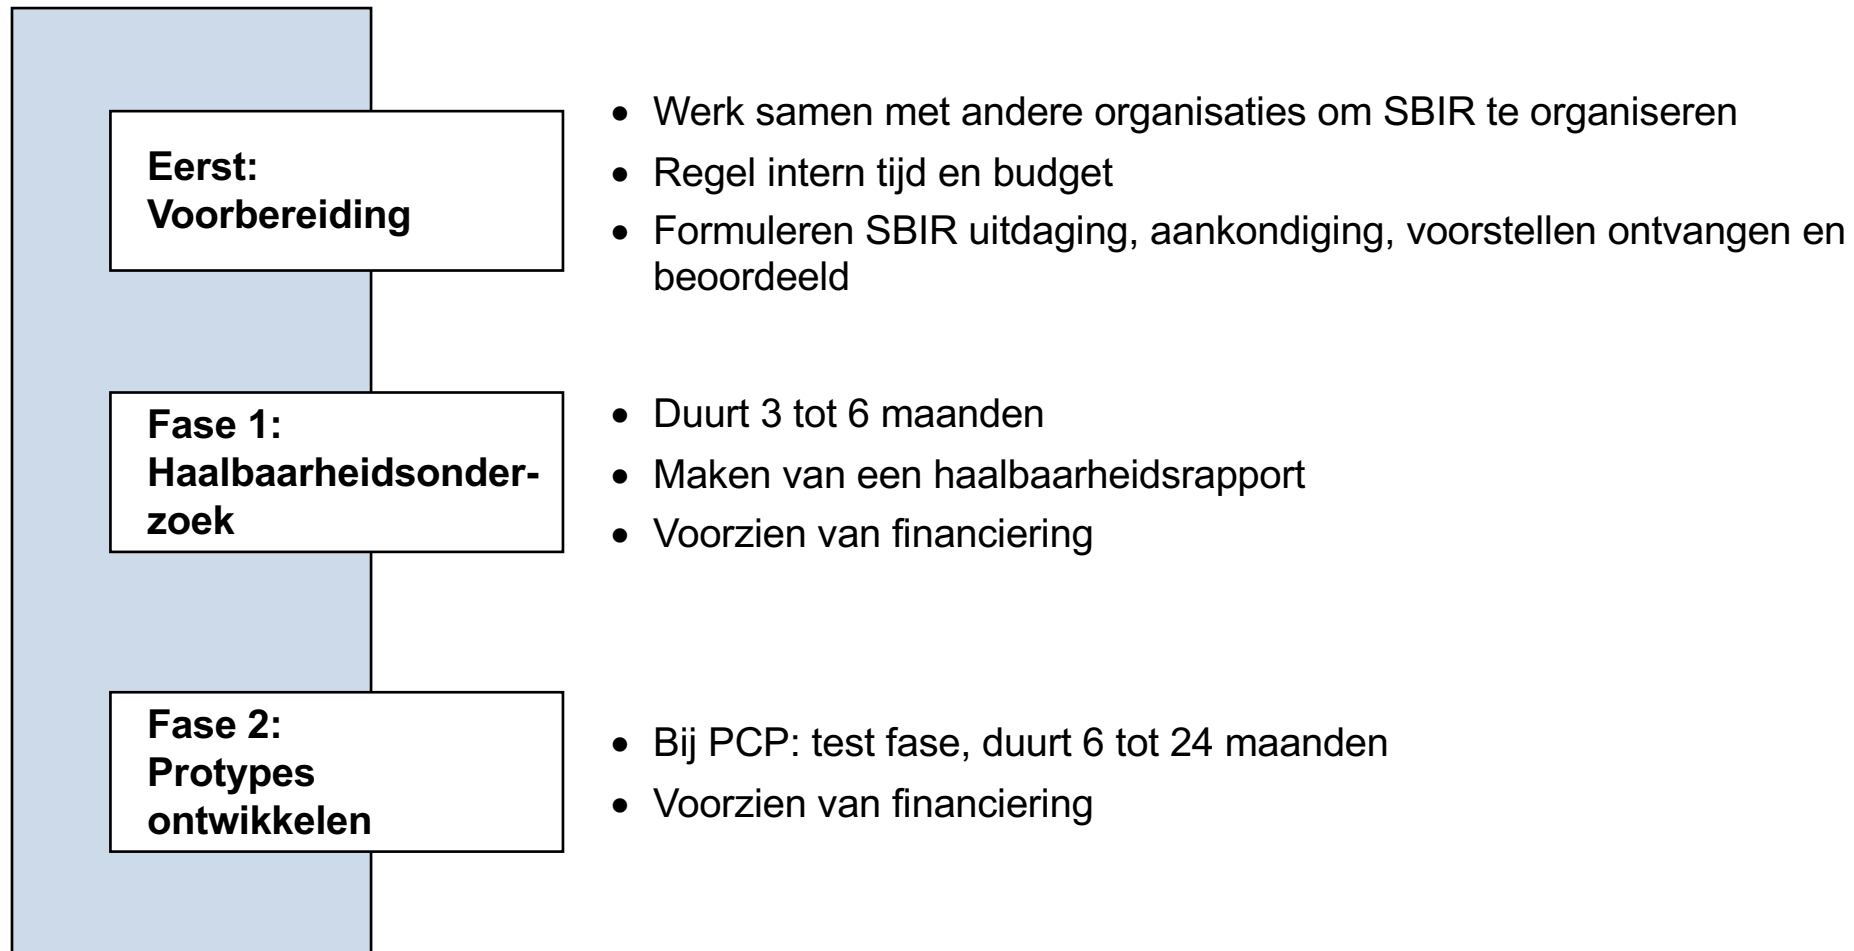 Eerst:
Voorbereiding
• Werk samen met andere organisaties om SBIR te organiseren
• Regel intern tijd en budget
• Formuleren SBIR uitdaging, aankondiging, voorstellen ontvangen en
beoordeeld
Fase 1:
Haalbaarheidsonder-
zoek
• Duurt 3 tot 6 maanden
• Maken van een haalbaarheidsrapport
• Voorzien van financiering
Fase 2:
Protypes
ontwikkelen
• Bij PCP: test fase, duurt 6 tot 24 maanden
• Voorzien van financiering